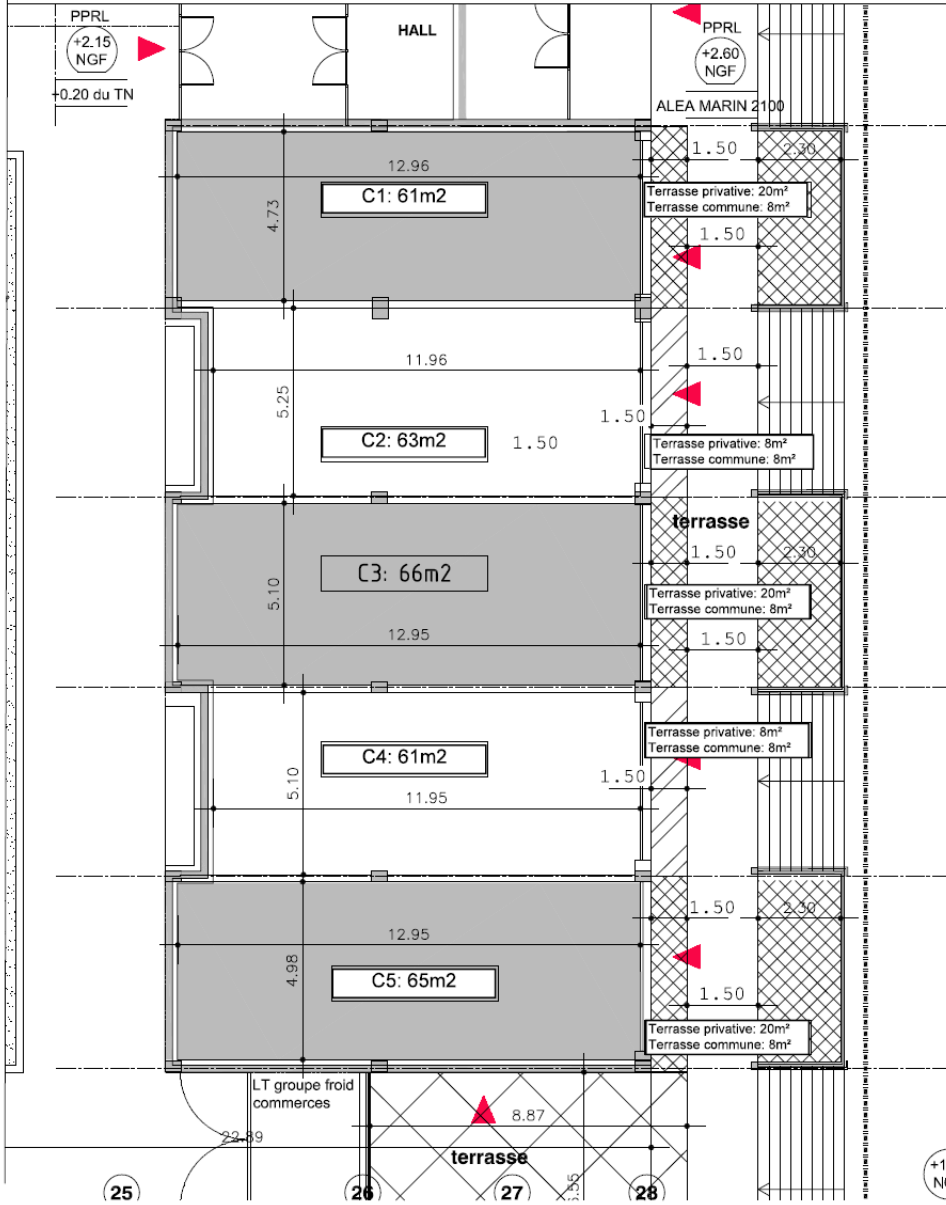 PPRL
+2.15
NGF
+0.20 du TN
HALL
PPRL
+2.60
NGF
ALEA MARIN 2100
1.50
2.30
12.96
C1: 61m2
4.73
Terrasse privative: 20m²
Terrasse commune: 8m²
1.50
1.50
11.96
5.25
1.50
C2: 63m2
1.50
Terrasse privative: 8m²
Terrasse commune: 8m²
terrasse
1.50
2.30
C3: 66m2
5.10
Terrasse privative: 20m²
Terrasse commune: 8m²
12.95
1.50
Terrasse privative: 8m²
Terrasse commune: 8m²
C4: 61m2
5.10
1.50
11.95
1.50
2.30
12.95
4.98
C5: 65m2
1.50
Terrasse privative: 20m²
Terrasse commune: 8m²
LT groupe froid
commerces
8.87
22.89
terrasse
25
26
27
28